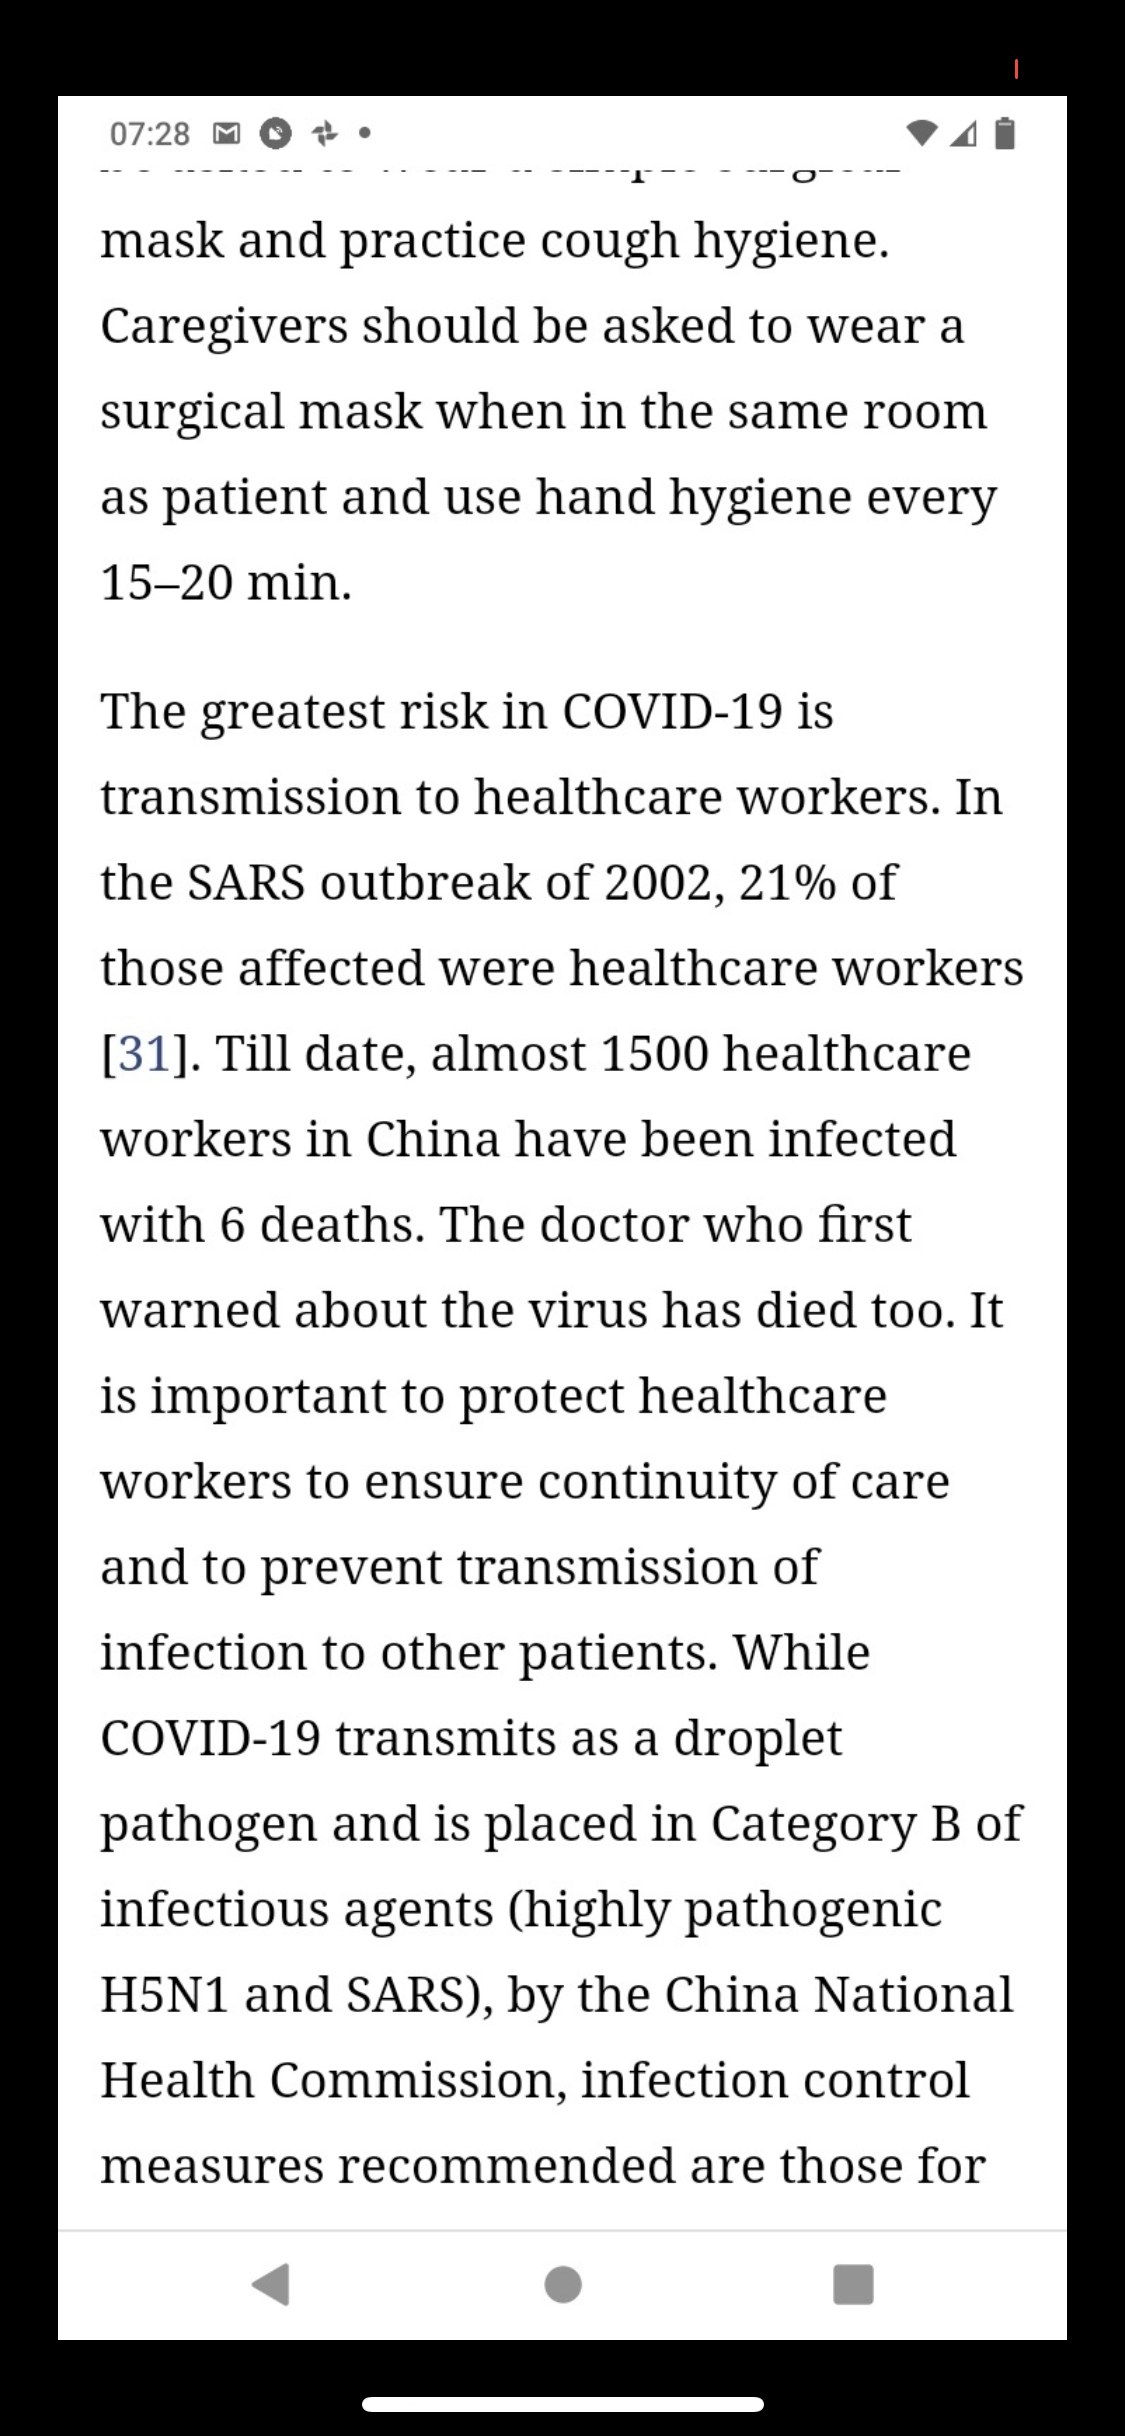 07:28
mask and practice cough hygiene.
Caregivers should be asked to wear a
surgical mask when in the same room
as patient and use hand hygiene every
15–20 min.
The greatest risk in COVID-19 is
transmission to healthcare workers. In
the SARS outbreak of 2002, 21% of
those affected were healthcare workers
[31]. Till date, almost 1500 healthcare
workers in China have been infected
with 6 deaths. The doctor who first
warned about the virus has died too. It
is important to protect healthcare
workers to ensure continuity of care
and to prevent transmission of
infection to other patients. While
COVID-19 transmits as a droplet
pathogen and is placed in Category B of
infectious agents (highly pathogenic
H5N1 and SARS), by the China National
Health Commission, infection control
measures recommended are those for